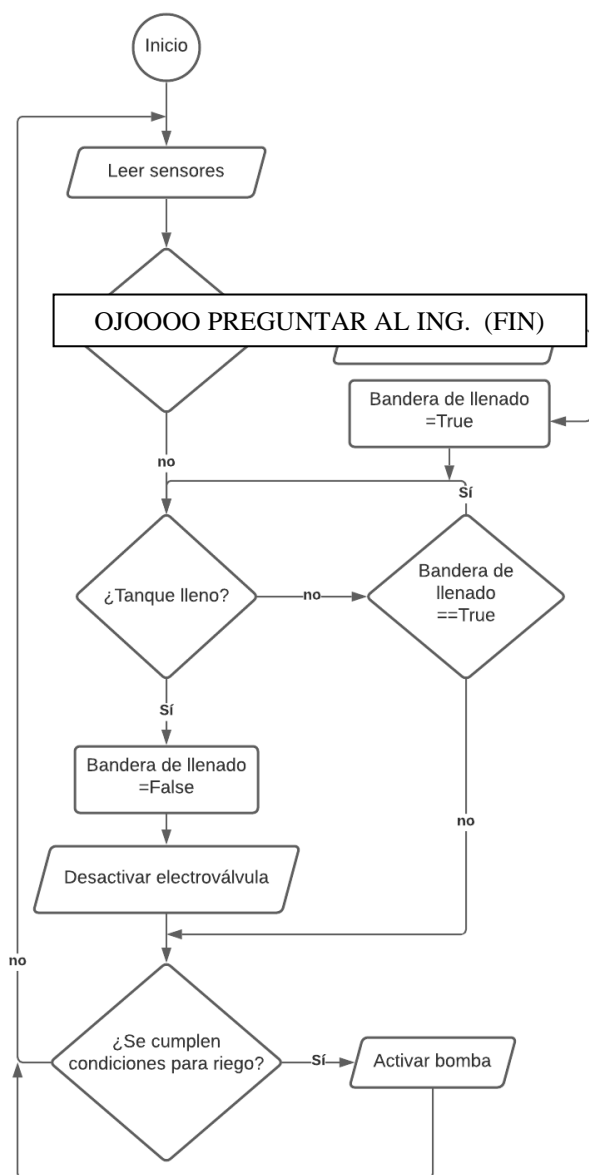 Inicio
Leer sensores
OJOOOO PREGUNTAR AL ING. (FIN)
Bandera de llenado
=True
no
Sí
¿Tanque lleno?
no
Bandera de
llenado
==True
Sí
Bandera de llenado
=False
no
Desactivar electroválvula
no
¿Se cumplen
condiciones para riego?
Sí
Activar bomba